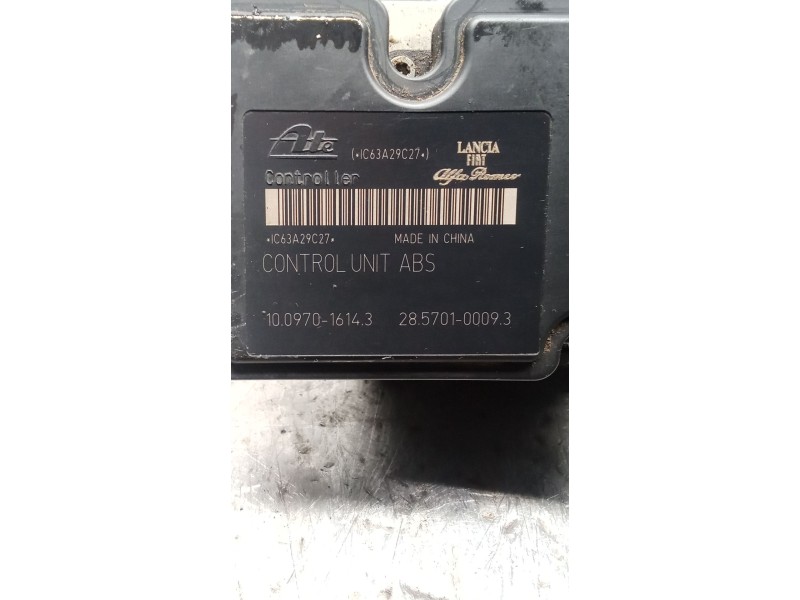 Ate (*IC63A29C27*) LANCIA
FIAT
Controller Alfa Romeo
*IC63A29C27* MADE IN CHINA
CONTROL UNIT ABS
10.0970-1614.3 28.5701-0009.3